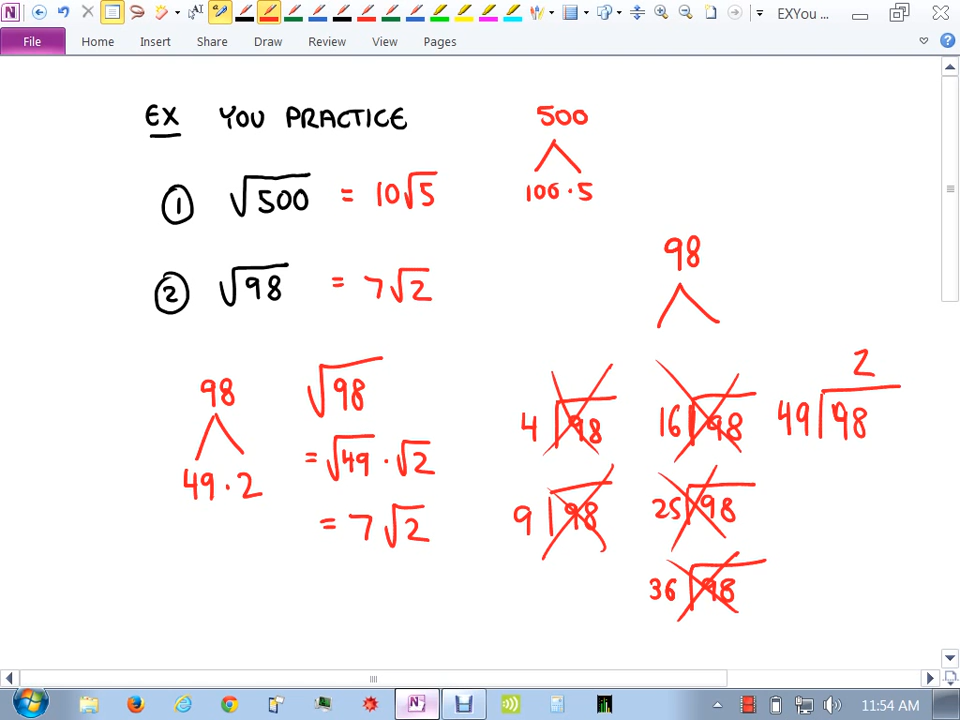 EXYou ...
File Home Insert Share Draw Review View Pages
EX YOU PRACTICE
500
100 · 5
① √500 = 10√5
② √98 = 7√2
98
98
49 · 2
√98
= √49 · √2
= 7√2
4 98
16 98
2
49 98
9 98
25 98
36 98
11:54 AM